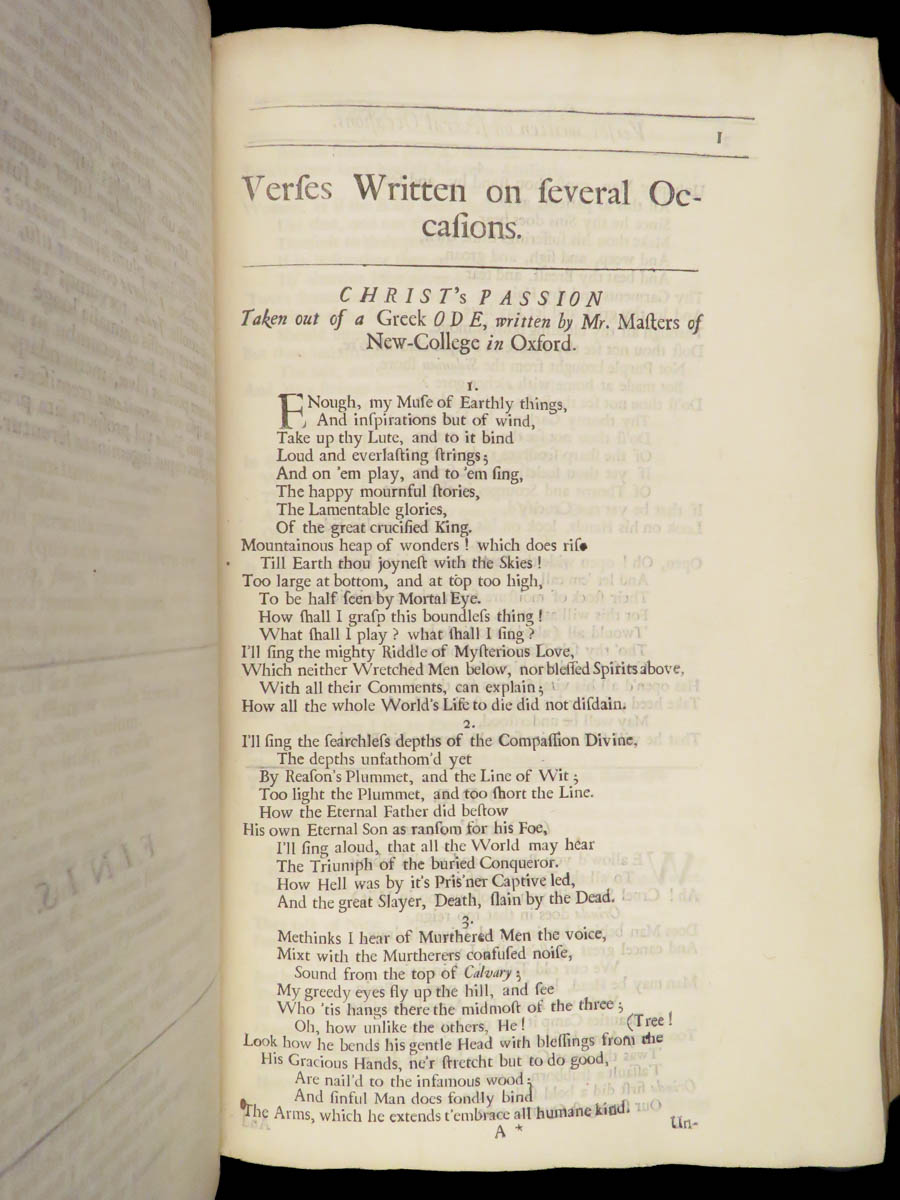 1
Verſes Written on ſeveral Oc-
caſions.
CHRIST's PASSION
Taken out of a Greek ODE, written by Mr. Maſters of
New-College in Oxford.
1.
ENough, my Muſe of Earthly things,
And inſpirations but of wind,
Take up thy Lute, and to it bind
Loud and everlaſting ſtrings;
And on 'em play, and to 'em ſing,
The happy mournful ſtories,
The Lamentable glories,
Of the great crucified King.
Mountainous heap of wonders! which does riſe
Till Earth thou joyneſt with the Skies!
Too large at bottom, and at top too high,
To be half ſeen by Mortal Eye.
How ſhall I graſp this boundleſs thing!
What ſhall I play? what ſhall I ſing?
I'll ſing the mighty Riddle of Myſterious Love,
Which neither Wretched Men below, nor bleſſed Spirits above,
With all their Comments, can explain;
How all the whole World's Life to die did not diſdain.
2.
I'll ſing the ſearchleſs depths of the Compaſſion Divine,
The depths unfathom'd yet
By Reaſon's Plummet, and the Line of Wit;
Too light the Plummet, and too ſhort the Line.
How the Eternal Father did beſtow
His own Eternal Son as ranſom for his Foe,
I'll ſing aloud, that all the World may hear
The Triumph of the buried Conqueror.
How Hell was by it's Priſ'ner Captive led,
And the great Slayer, Death, ſlain by the Dead.
3.
Methinks I hear of Murthered Men the voice,
Mixt with the Murtherers confuſed noiſe,
Sound from the top of Calvary;
My greedy eyes fly up the hill, and ſee
Who 'tis hangs there the midmoſt of the three;
Oh, how unlike the others, He! (Tree!
Look how he bends his gentle Head with bleſſings from the
His Gracious Hands, ne'r ſtretcht but to do good,
Are nail'd to the infamous wood;
And ſinful Man does fondly bind
The Arms, which he extends t'embrace all humane kind.
A * Un-
FINIS.